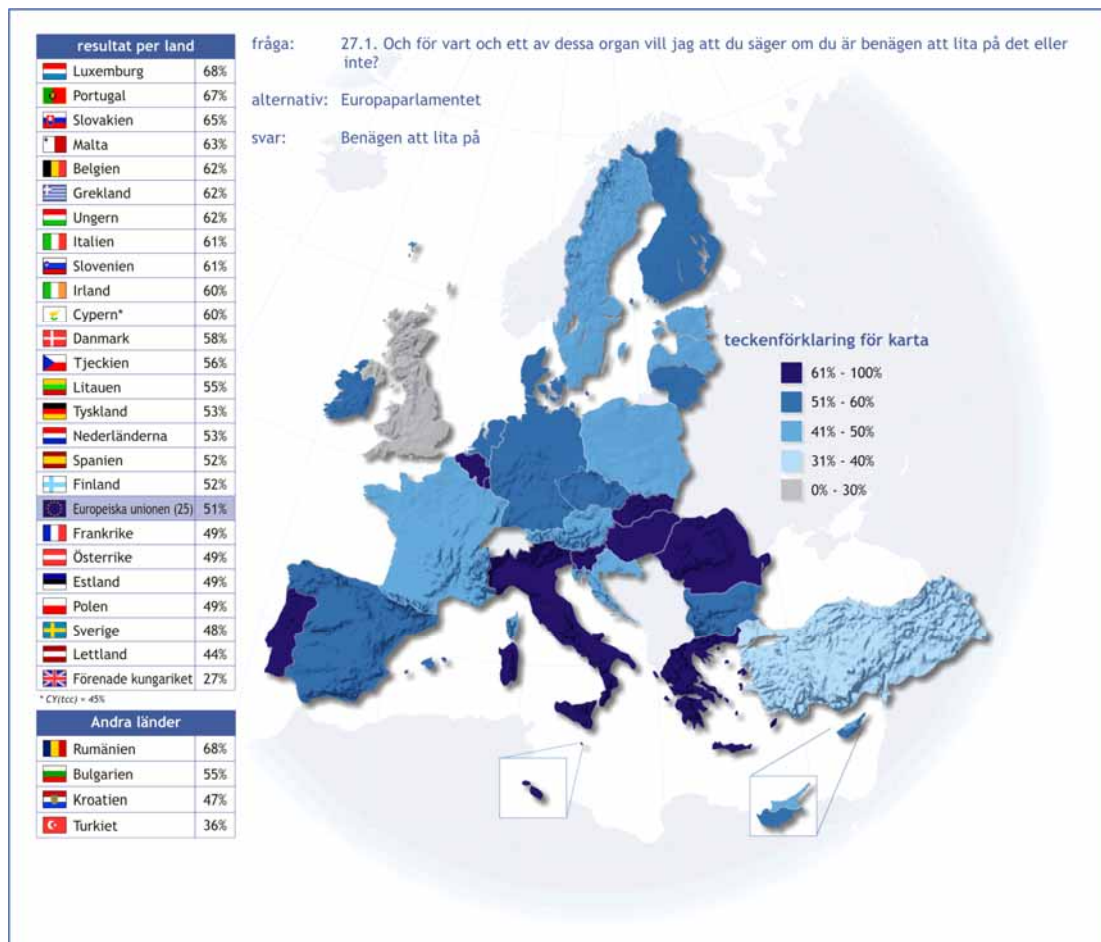 resultat per land
Luxemburg 68%
Portugal 67%
Slovakien 65%
Malta 63%
Belgien 62%
Grekland 62%
Ungern 62%
Italien 61%
Slovenien 61%
Irland 60%
Cypern* 60%
Danmark 58%
Tjeckien 56%
Litauen 55%
Tyskland 53%
Nederländerna 53%
Spanien 52%
Finland 52%
Europeiska unionen (25) 51%
Frankrike 49%
Österrike 49%
Estland 49%
Polen 49%
Sverige 48%
Lettland 44%
Förenade kungariket 27%
* CY(tcc) = 45%
Andra länder
Rumänien 68%
Bulgarien 55%
Kroatien 47%
Turkiet 36%
fråga: 27.1. Och för vart och ett av dessa organ vill jag att du säger om du är benägen att lita på det eller
inte?
alternativ: Europaparlamentet
svar: Benägen att lita på
teckenförklaring för karta
61% - 100%
51% - 60%
41% - 50%
31% - 40%
0% - 30%